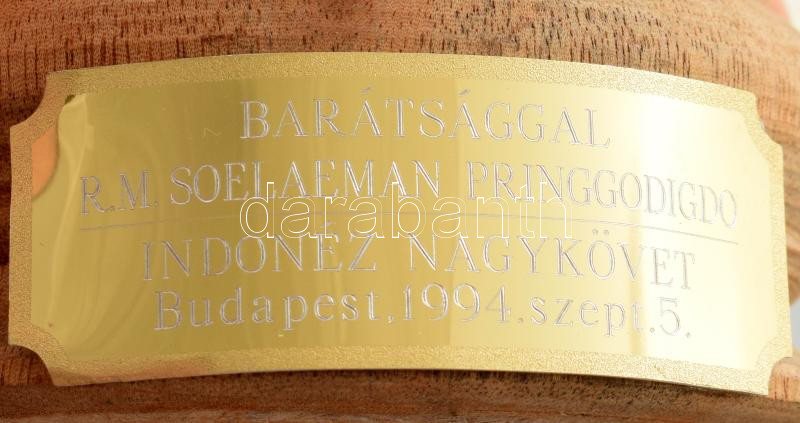 BARÁTSÁGGAL
R.M. SOELAEMAN PRINGGODIGDO
darabanth
INDONÉZ NAGYKÖVET
Budapest,1994.szept.5.